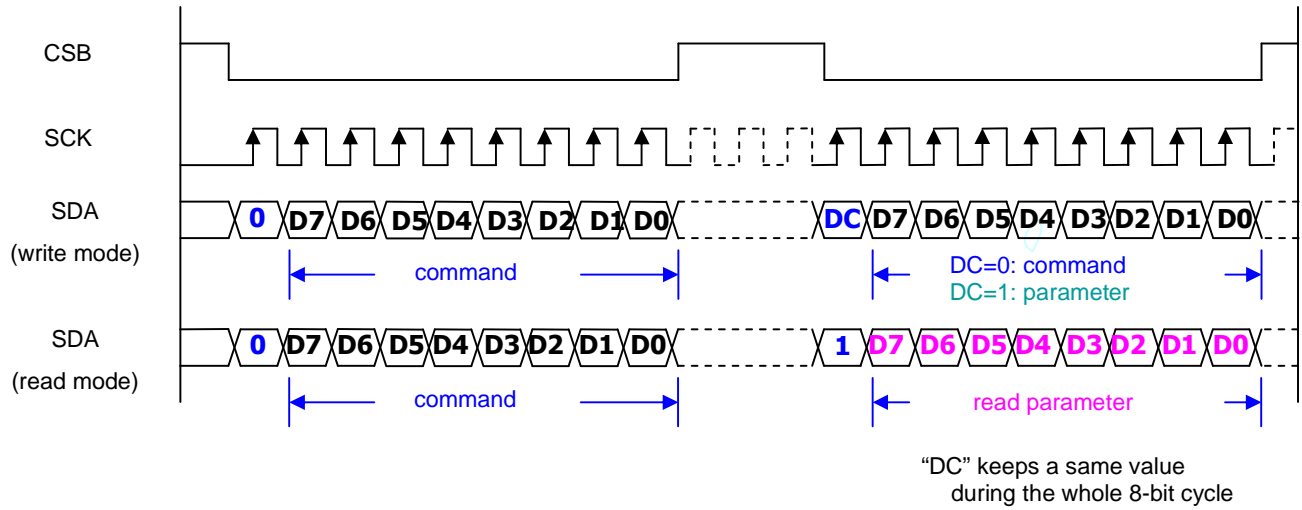 CSB
SCK
SDA
(write mode)
0 D7 D6 D5 D4 D3 D2 D1 D0 DC D7 D6 D5 D4 D3 D2 D1 D0
command
DC=0: command
DC=1: parameter
SDA
(read mode)
0 D7 D6 D5 D4 D3 D2 D1 D0 1 D7 D6 D5 D4 D3 D2 D1 D0
command
read parameter
“DC” keeps a same value
during the whole 8-bit cycle